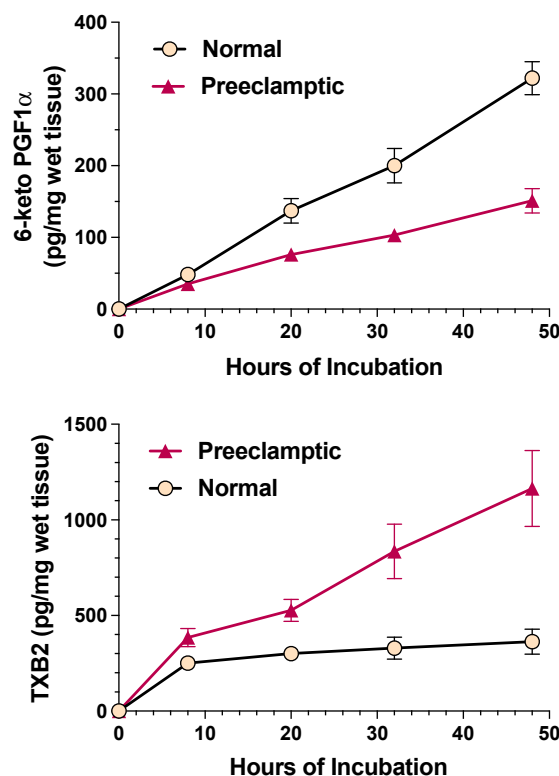 Normal
Preeclamptic
6-keto PGF1α
(pg/mg wet tissue)
400
300
200
100
0
0 10 20 30 40 50
Hours of Incubation
Preeclamptic
Normal
TXB2 (pg/mg wet tissue)
1500
1000
500
0
0 10 20 30 40 50
Hours of Incubation